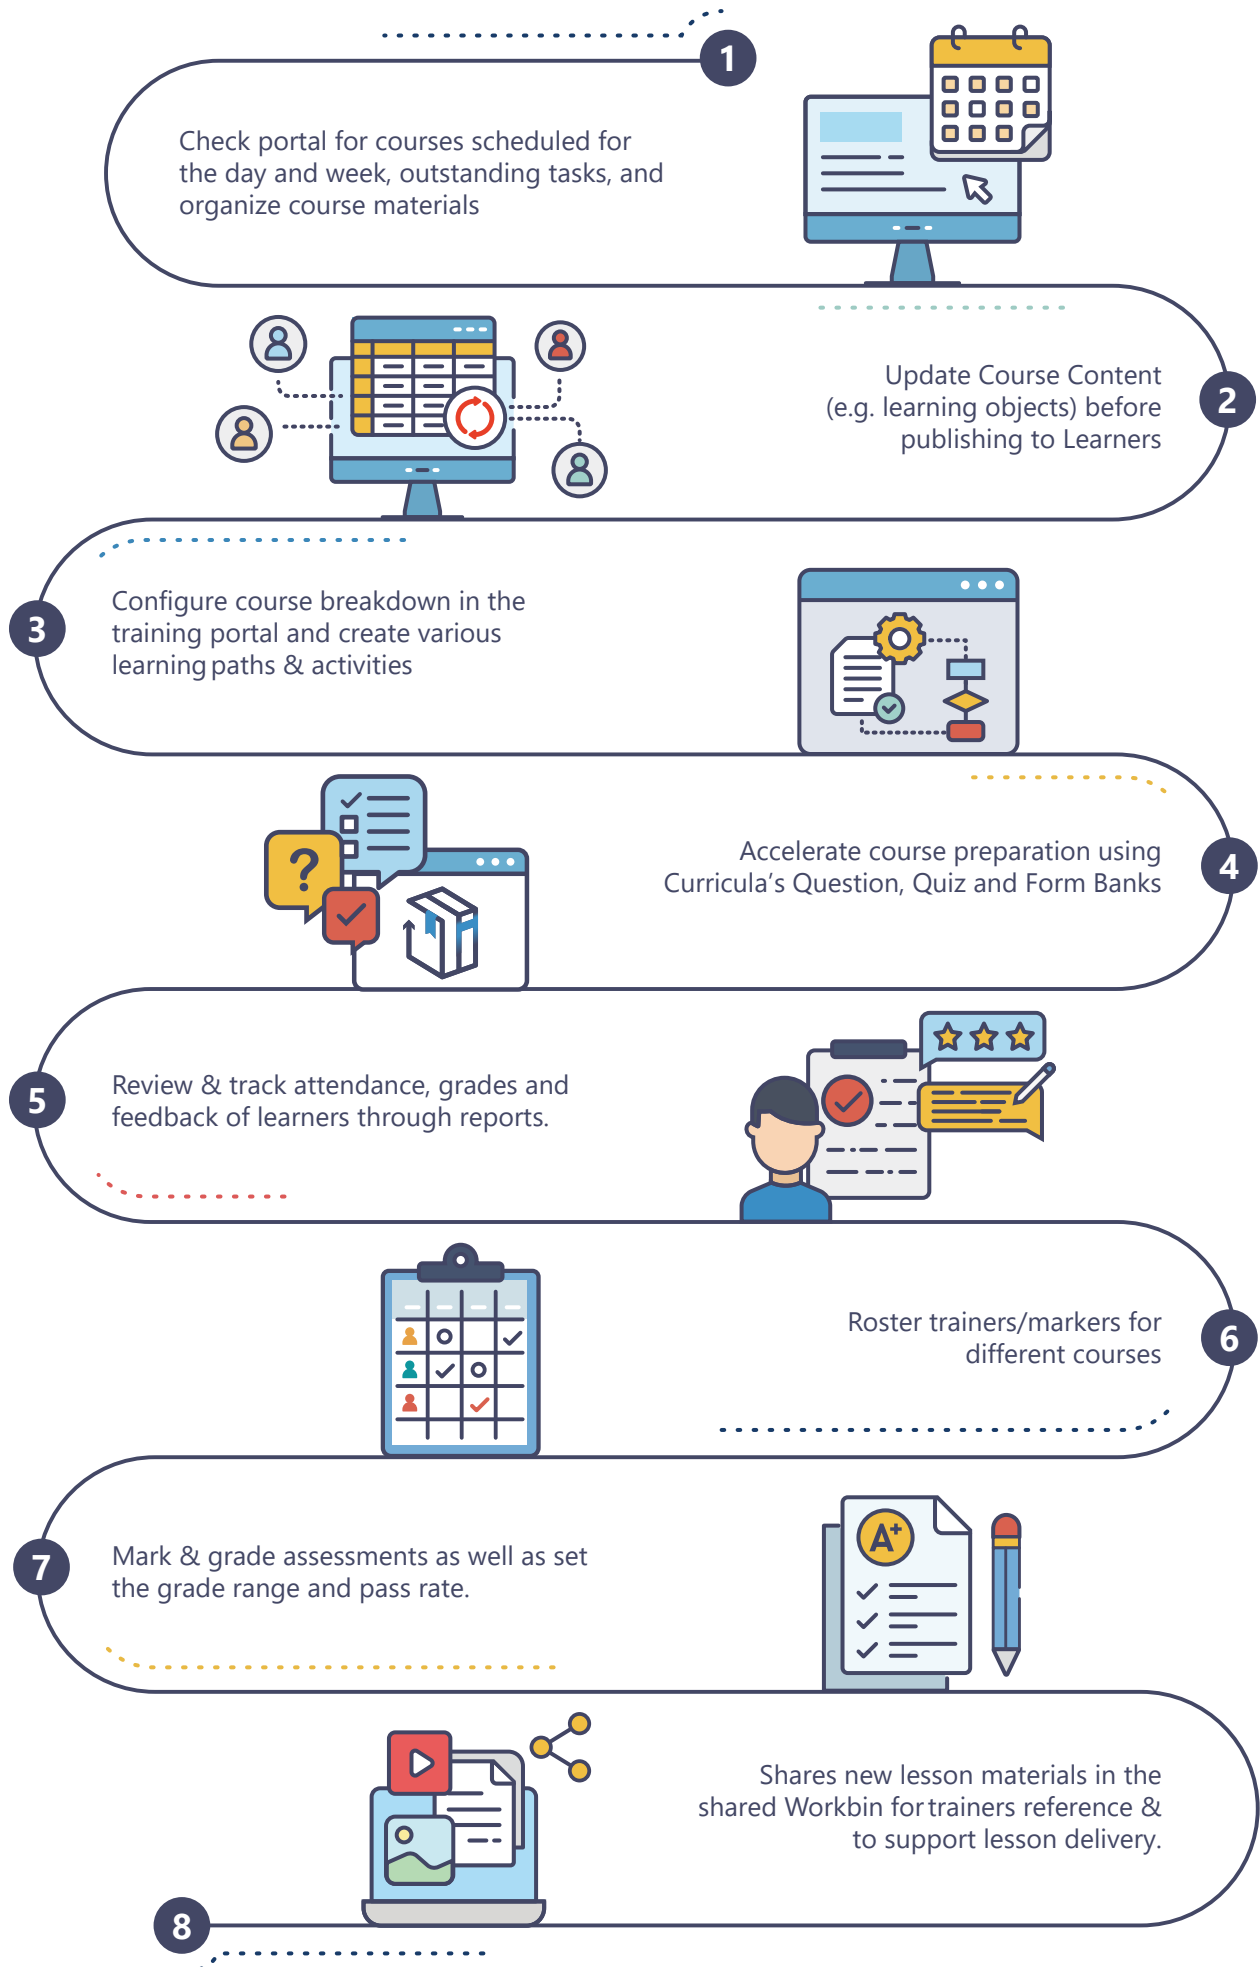 1
Check portal for courses scheduled for
the day and week, outstanding tasks, and
organize course materials
Update Course Content
(e.g. learning objects) before
publishing to Learners
2
3
Configure course breakdown in the
training portal and create various
learning paths & activities
?
Accelerate course preparation using
Curricula’s Question, Quiz and Form Banks
4
5
Review & track attendance, grades and
feedback of learners through reports.
Roster trainers/markers for
different courses
6
7
Mark & grade assessments as well as set
the grade range and pass rate.
A+
Shares new lesson materials in the
shared Workbin for trainers reference &
to support lesson delivery.
8